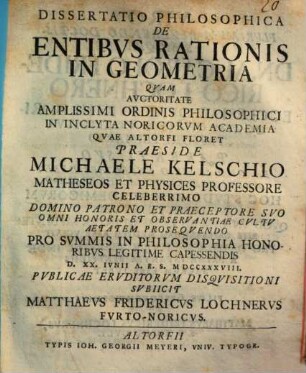 20
DISSERTATIO PHILOSOPHICA
DE
ENTIBVS RATIONIS
IN GEOMETRIA
QVAM
AVCTORITATE
AMPLISSIMI ORDINIS PHILOSOPHICI
IN INCLYTA NORICORVM ACADEMIA
QVAE ALTORFI FLORET
PRAESIDE
MICHAELE KELSCHIO
MATHESEOS ET PHYSICES PROFESSORE
CELEBERRIMO
DOMINO PATRONO ET PRAECEPTORE SVO
OMNI HONORIS ET OBSERVANTIAE CVLTV
AETATEM PROSEQVENDO
PRO SVMMIS IN PHILOSOPHIA HONO-
RIBVS LEGITIME CAPESSENDIS
D. XX. IVNII A. E. S. MDCCXXXVIII.
PVBLICAE ERVDITORVM DISQVISITIONI
SVBIICIT
MATTHAEVS FRIDERICVS LOCHNERVS
FVRTO-NORICVS.
ALTORFII
TYPIS IOH. GEORGII MEYERI, VNIV. TYPOGR.